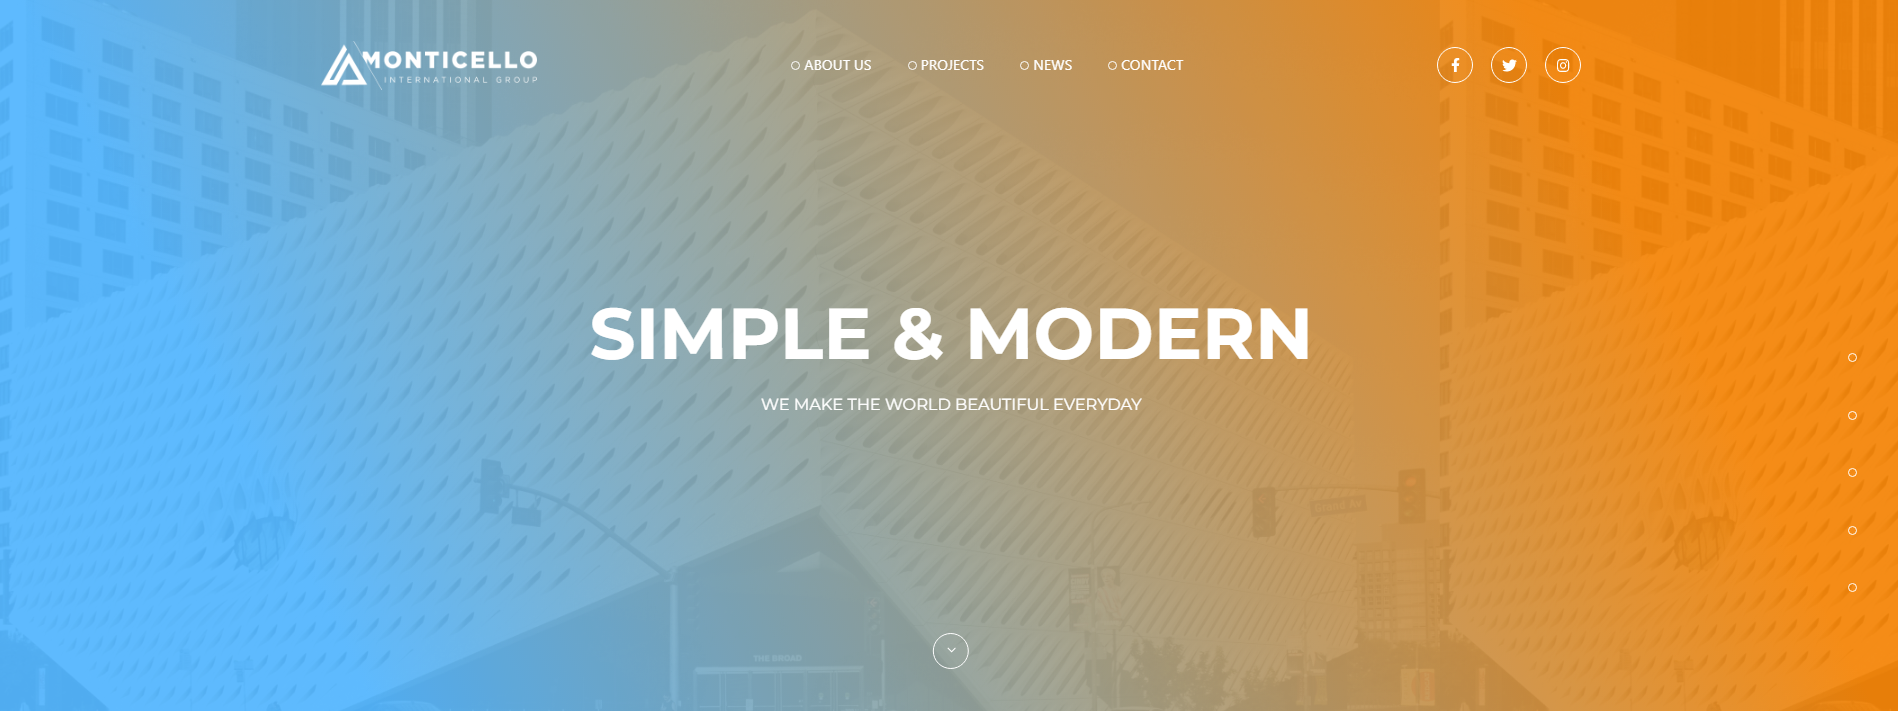 MONTICELLO
INTERNATIONAL GROUP
ABOUT US
PROJECTS
NEWS
CONTACT
SIMPLE & MODERN
WE MAKE THE WORLD BEAUTIFUL EVERYDAY
THE BROAD